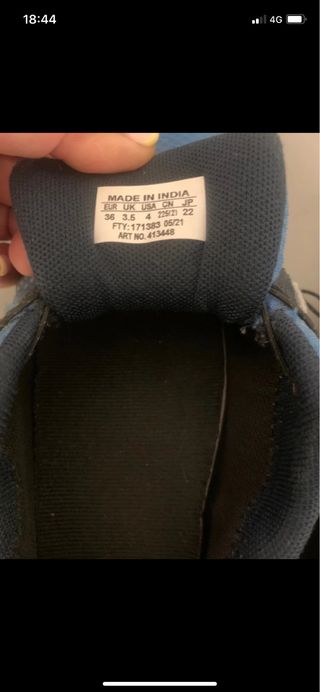 18:44
4G
MADE IN INDIA
EUR UK USA CN JP
36 3.5 4 225(2) 22
FTY:171383 05/21
ART NO.413448